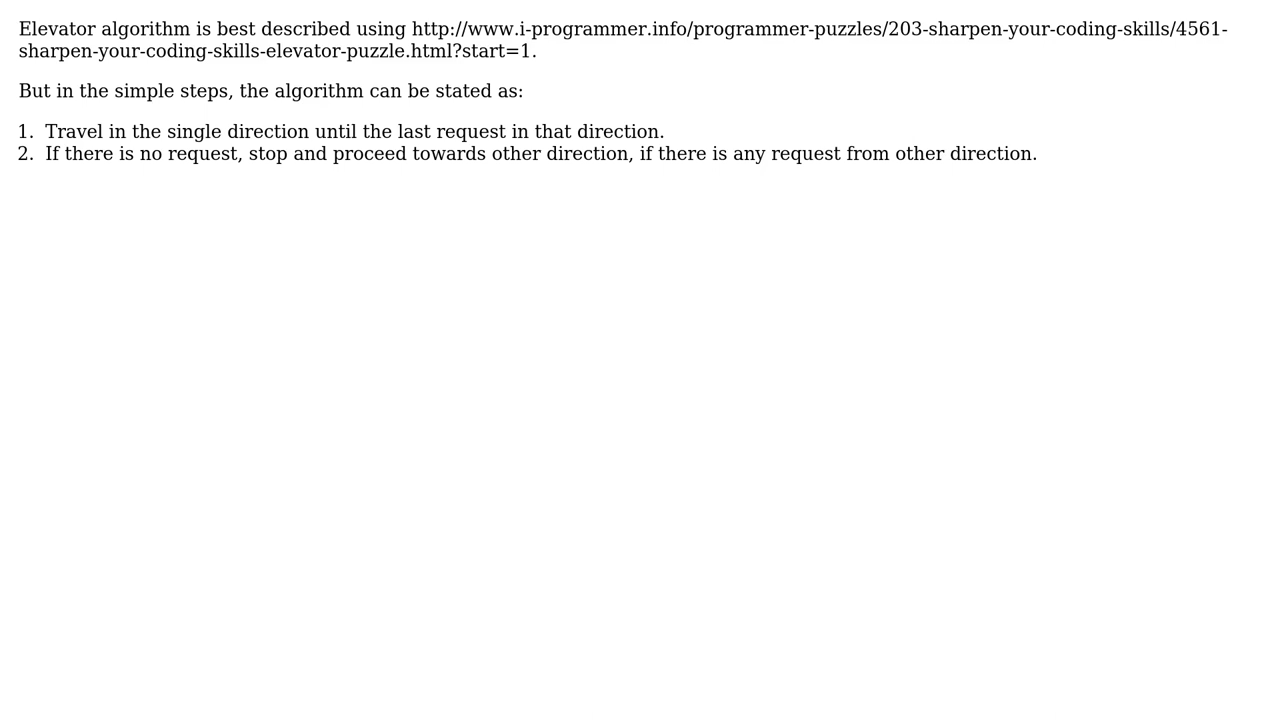 Elevator algorithm is best described using http://www.i-programmer.info/programmer-puzzles/203-sharpen-your-coding-skills/4561-
sharpen-your-coding-skills-elevator-puzzle.html?start=1.
But in the simple steps, the algorithm can be stated as:
1. Travel in the single direction until the last request in that direction.
2. If there is no request, stop and proceed towards other direction, if there is any request from other direction.